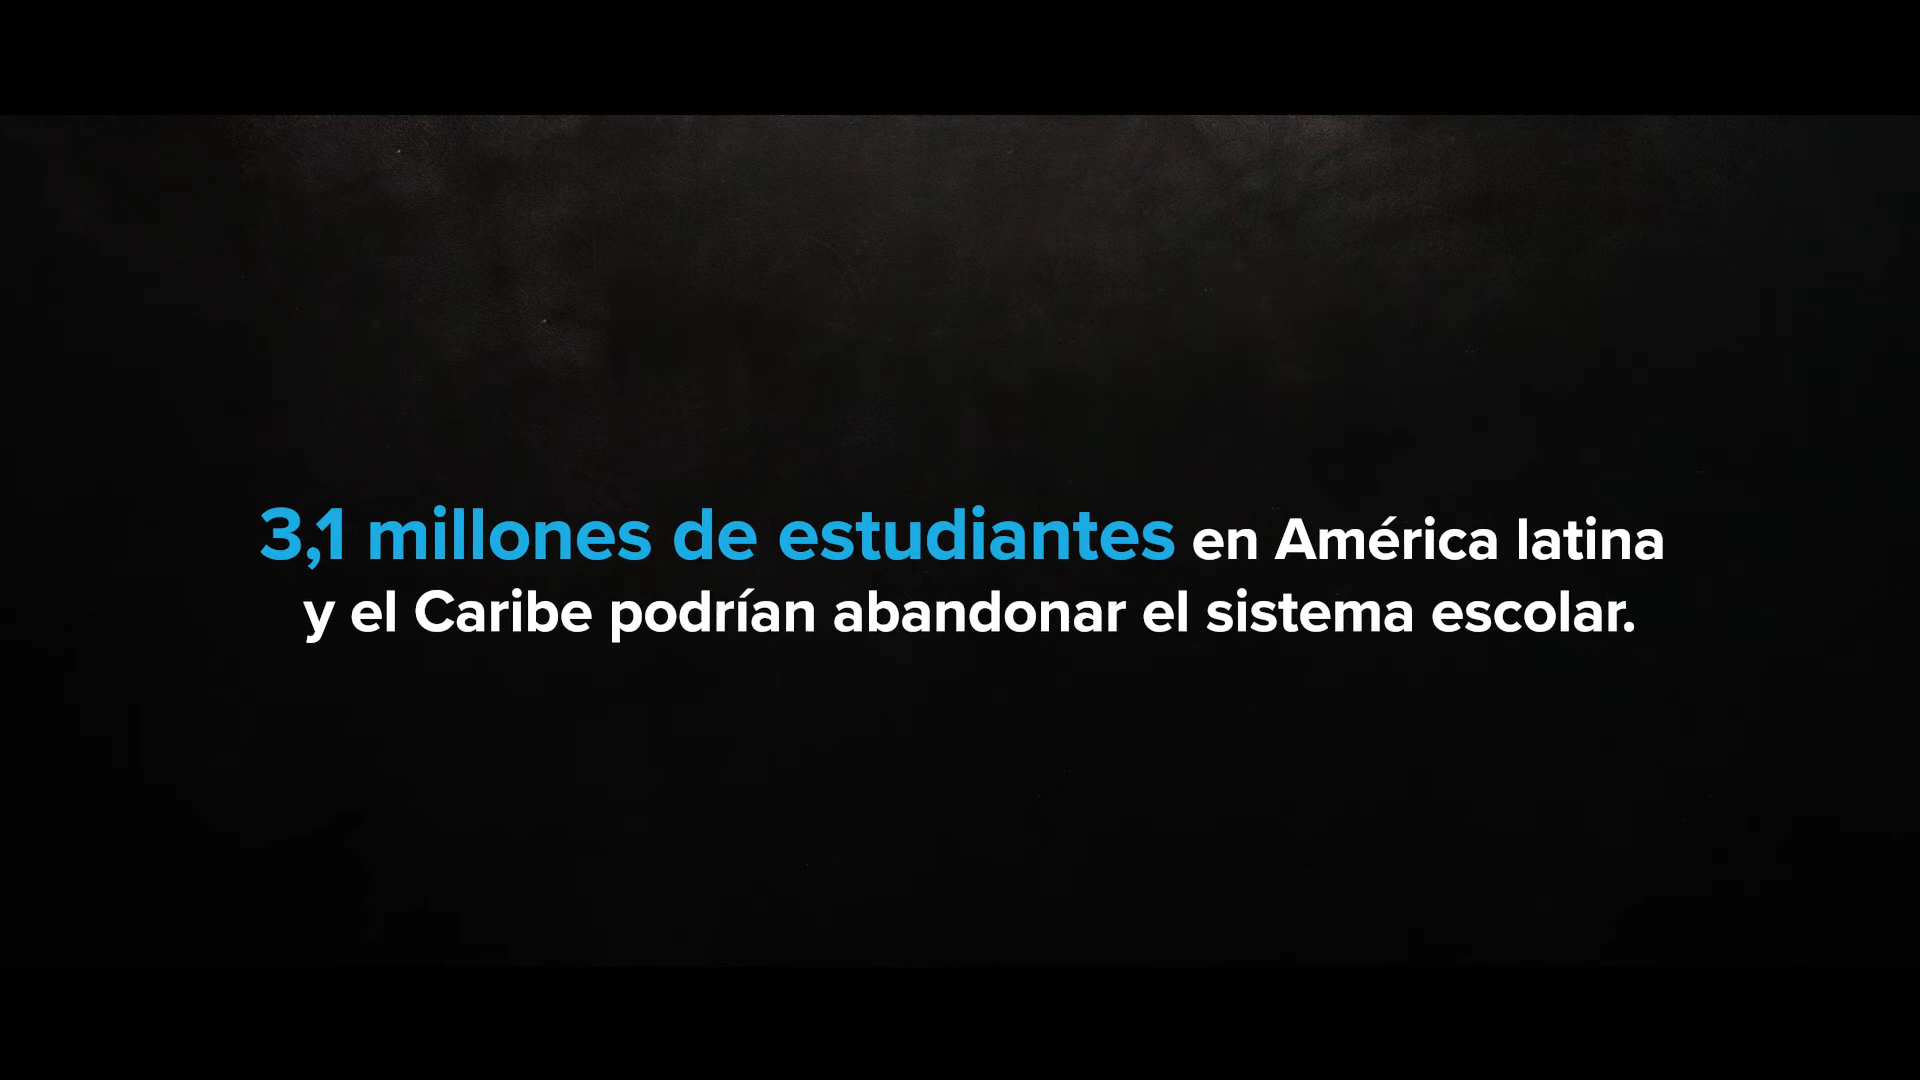 3,1 millones de estudiantes en América latina
y el Caribe podrían abandonar el sistema escolar.